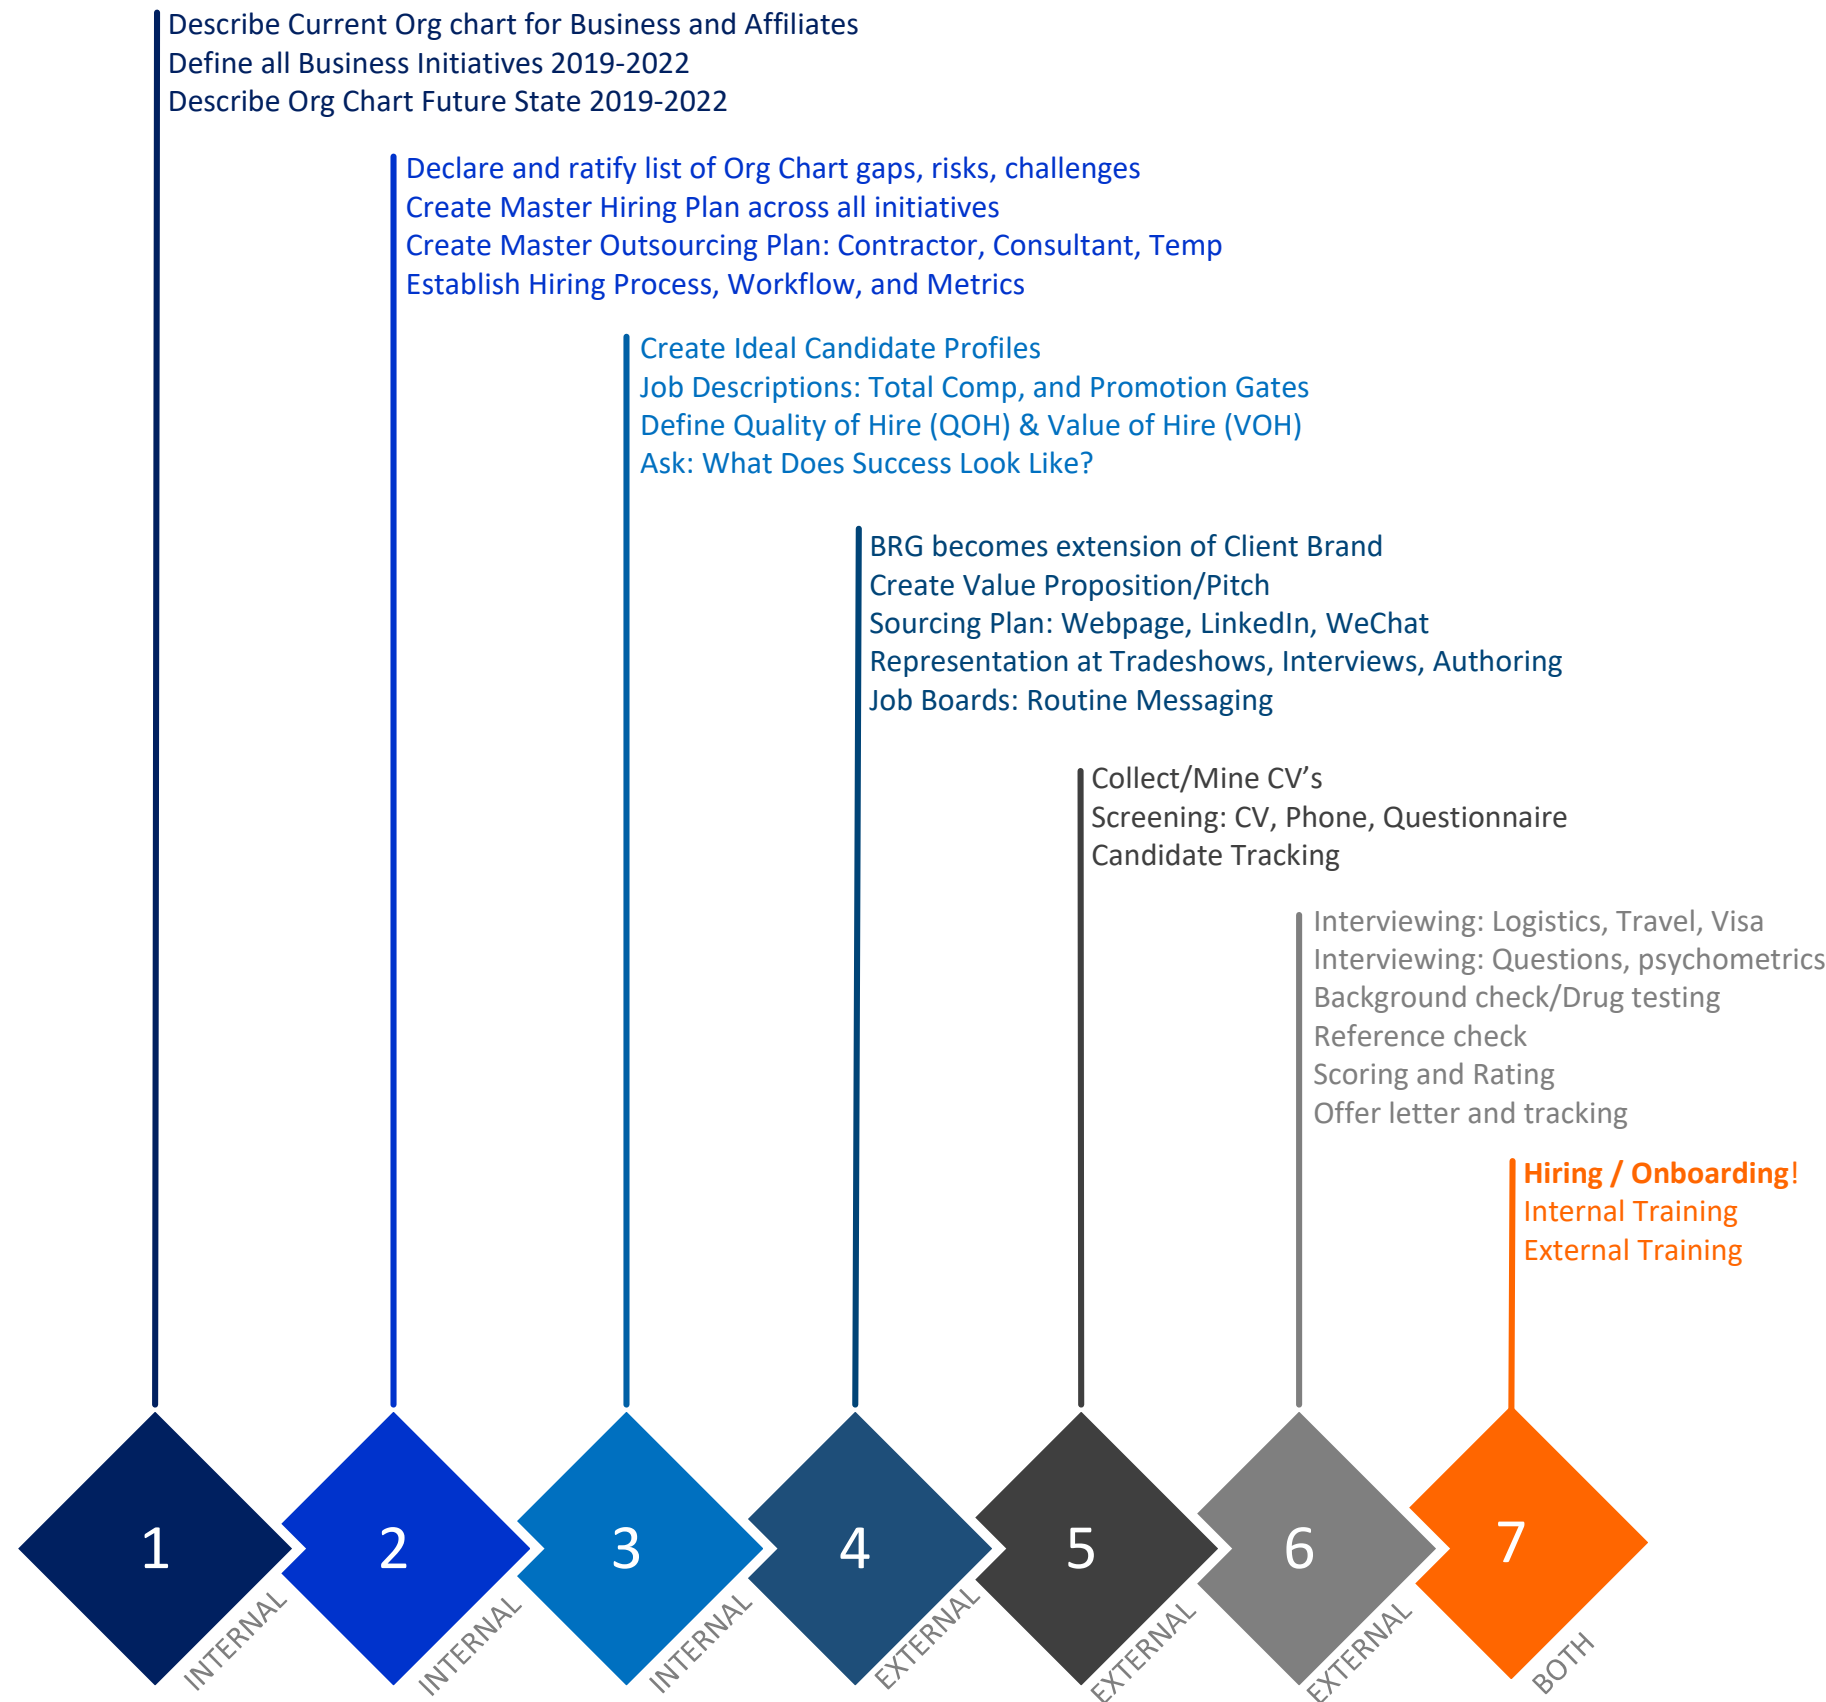 Describe Current Org chart for Business and Affiliates
Define all Business Initiatives 2019-2022
Describe Org Chart Future State 2019-2022
Declare and ratify list of Org Chart gaps, risks, challenges
Create Master Hiring Plan across all initiatives
Create Master Outsourcing Plan: Contractor, Consultant, Temp
Establish Hiring Process, Workflow, and Metrics
Create Ideal Candidate Profiles
Job Descriptions: Total Comp, and Promotion Gates
Define Quality of Hire (QOH) & Value of Hire (VOH)
Ask: What Does Success Look Like?
BRG becomes extension of Client Brand
Create Value Proposition/Pitch
Sourcing Plan: Webpage, LinkedIn, WeChat
Representation at Tradeshows, Interviews, Authoring
Job Boards: Routine Messaging
Collect/Mine CV’s
Screening: CV, Phone, Questionnaire
Candidate Tracking
Interviewing: Logistics, Travel, Visa
Interviewing: Questions, psychometrics
Background check/Drug testing
Reference check
Scoring and Rating
Offer letter and tracking
Hiring / Onboarding!
Internal Training
External Training
1
2
3
4
5
6
7
INTERNAL
INTERNAL
INTERNAL
EXTERNAL
EXTERNAL
EXTERNAL
BOTH